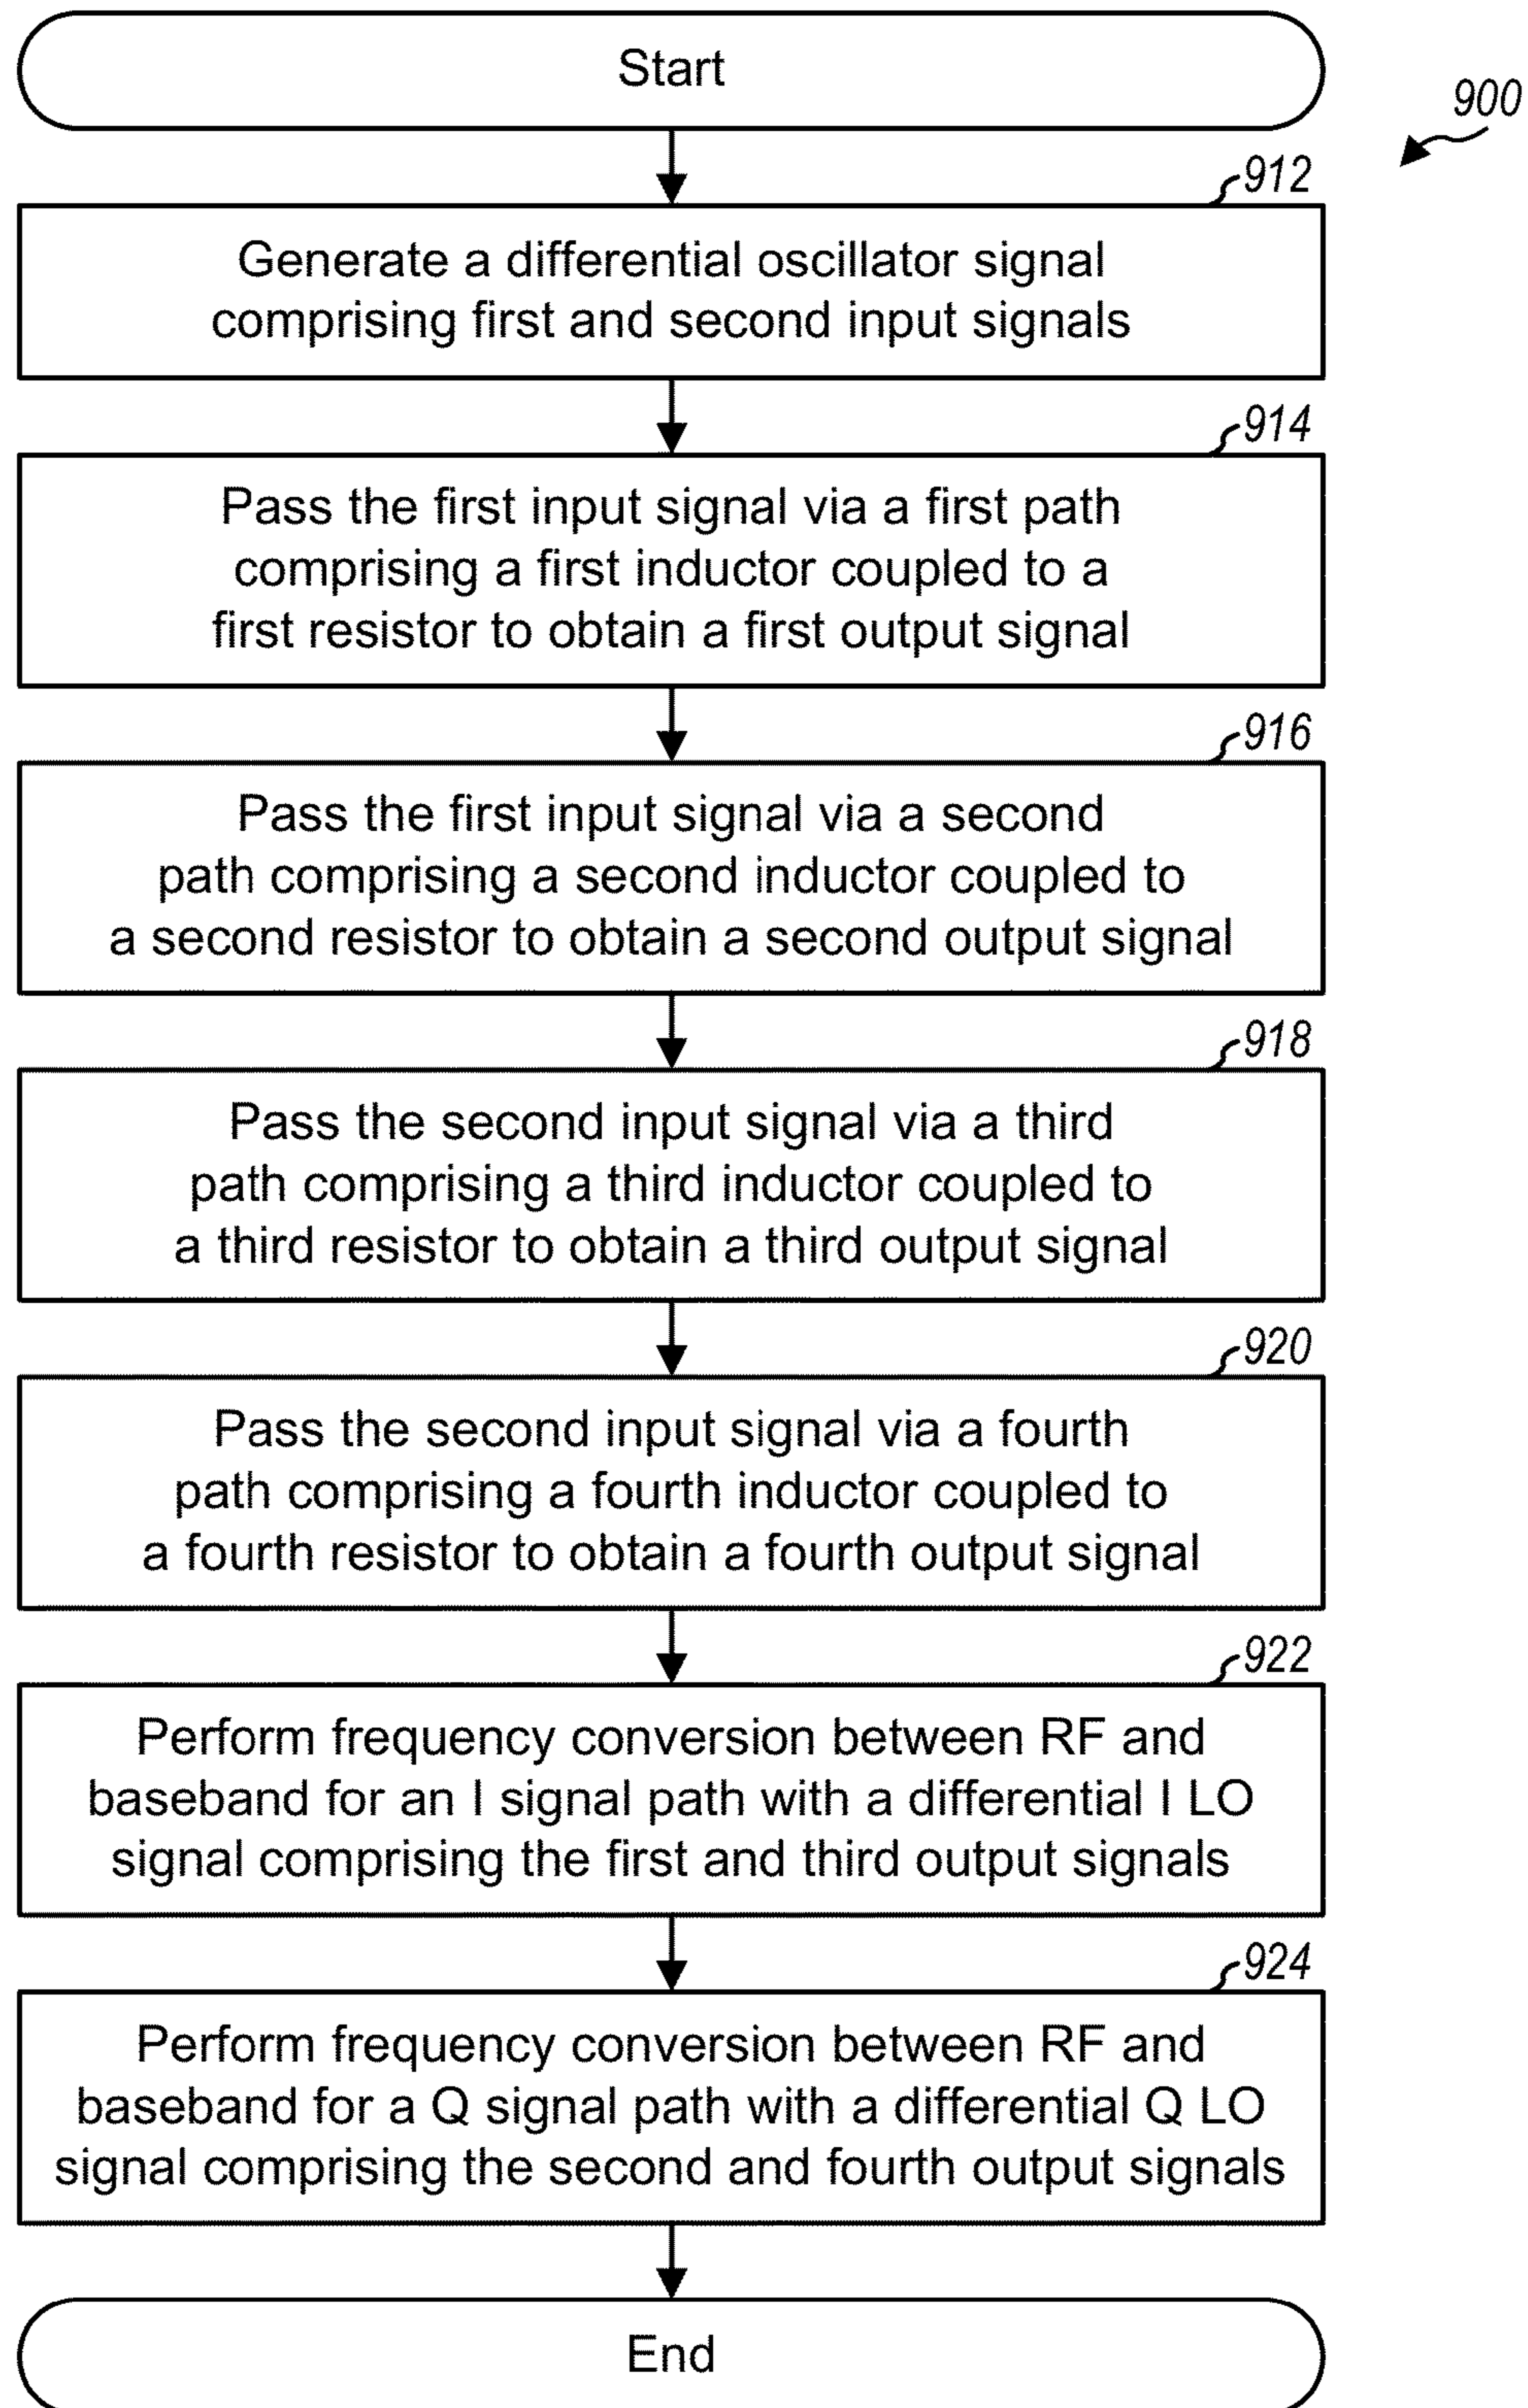 Start
900
912
Generate a differential oscillator signal
comprising first and second input signals
914
Pass the first input signal via a first path
comprising a first inductor coupled to a
first resistor to obtain a first output signal
916
Pass the first input signal via a second
path comprising a second inductor coupled to
a second resistor to obtain a second output signal
918
Pass the second input signal via a third
path comprising a third inductor coupled to
a third resistor to obtain a third output signal
920
Pass the second input signal via a fourth
path comprising a fourth inductor coupled to
a fourth resistor to obtain a fourth output signal
922
Perform frequency conversion between RF and
baseband for an I signal path with a differential I LO
signal comprising the first and third output signals
924
Perform frequency conversion between RF and
baseband for a Q signal path with a differential Q LO
signal comprising the second and fourth output signals
End